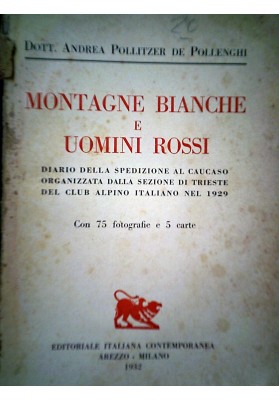 20
DOTT. ANDREA POLLITZER DE POLLENGHI
MONTAGNE BIANCHE
E
UOMINI ROSSI
DIARIO DELLA SPEDIZIONE AL CAUCASO
ORGANIZZATA DALLA SEZIONE DI TRIESTE
DEL CLUB ALPINO ITALIANO NEL 1929
Con 75 fotografie e 5 carte
EDITORIALE ITALIANA CONTEMPORANEA
AREZZO - MILANO
1932